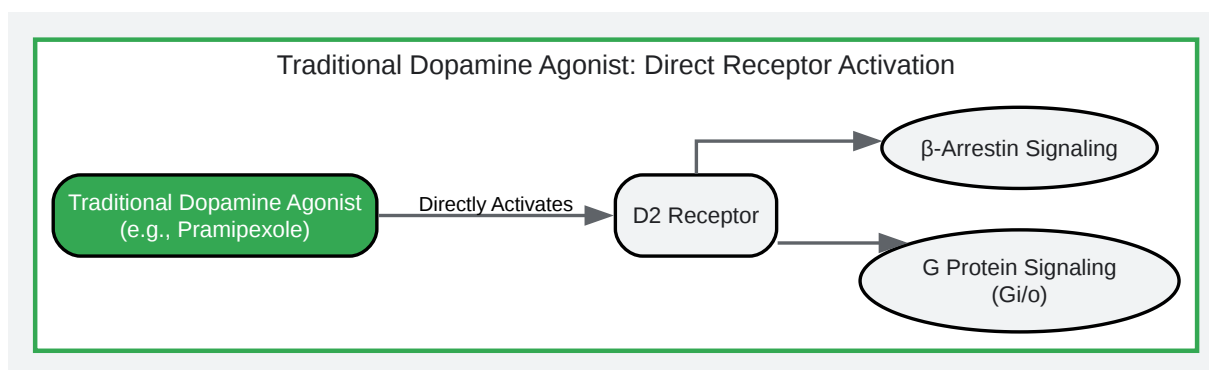 Traditional Dopamine Agonist: Direct Receptor Activation
β-Arrestin Signaling
Traditional Dopamine Agonist
(e.g., Pramipexole)
Directly Activates
D2 Receptor
G Protein Signaling
(Gi/o)